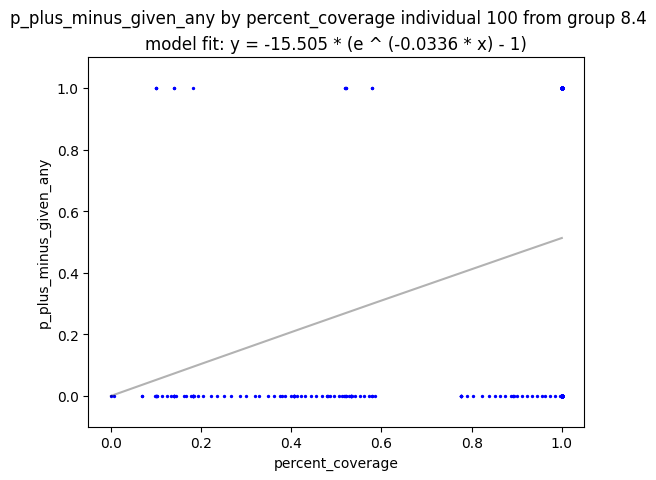 p_plus_minus_given_any by percent_coverage individual 100 from group 8.4
model fit: y = -15.505 * (e ^ (-0.0336 * x) - 1)
1.0
0.8
0.6
0.4
0.2
0.0
p_plus_minus_given_any
0.0 0.2 0.4 0.6 0.8 1.0
percent_coverage